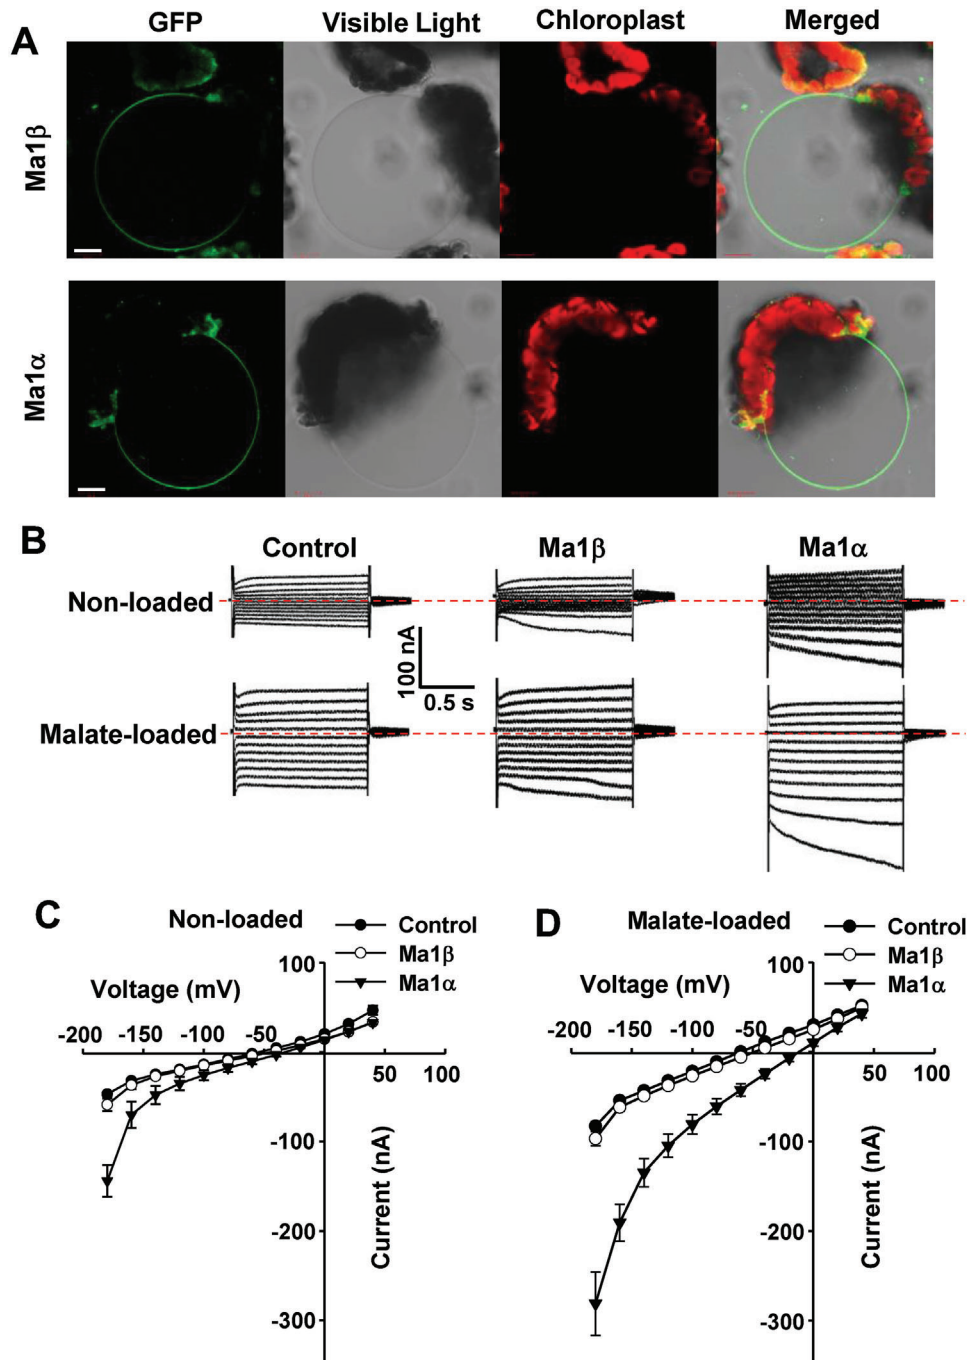 A
GFP Visible Light Chloroplast Merged
Ma1β
Ma1α
B
Control Ma1β Ma1α
Non-loaded
100 nA
0.5 s
Malate-loaded
C
Non-loaded
Control
Ma1β
Ma1α
100
Voltage (mV)
-200 -150 -100 -50 0 50 100
-100
-200
-300
Current (nA)
D
Malate-loaded
Control
Ma1β
Ma1α
100
Voltage (mV)
-200 -150 -100 -50 0 50 100
-100
-200
-300
Current (nA)